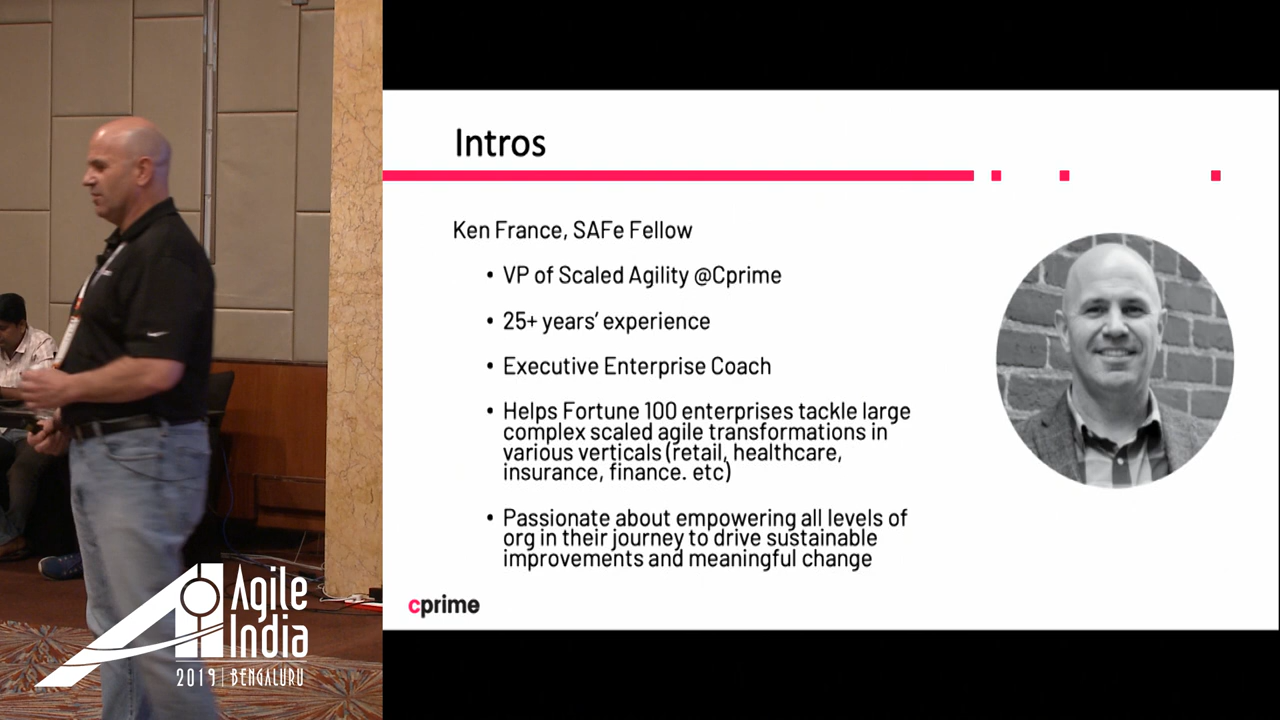 Intros
Ken France, SAFe Fellow
• VP of Scaled Agility @Cprime
• 25+ years’ experience
• Executive Enterprise Coach
• Helps Fortune 100 enterprises tackle large
complex scaled agile transformations in
various verticals (retail, healthcare,
insurance, finance. etc)
• Passionate about empowering all levels of
org in their journey to drive sustainable
improvements and meaningful change
cprime
Agile
India
2019 | BENGALURU